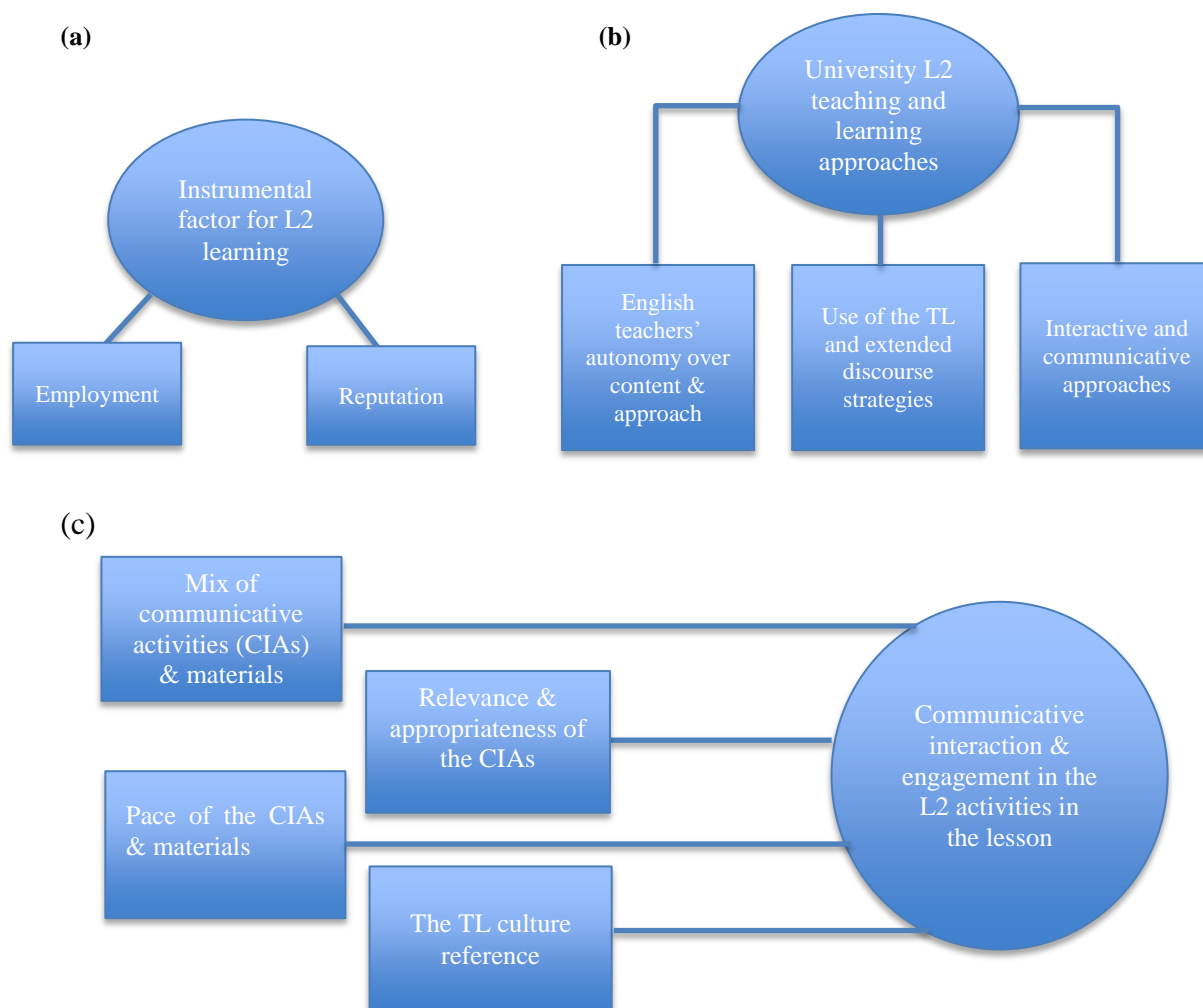 (a)
Instrumental
factor for L2
learning
Employment
Reputation
(b)
University L2
teaching and
learning
approaches
English
teachers’
autonomy over
content &
approach
Use of the TL
and extended
discourse
strategies
Interactive and
communicative
approaches
(c)
Mix of
communicative
activities (CIAs)
& materials
Relevance &
appropriateness of
the CIAs
Pace of the CIAs
& materials
The TL culture
reference
Communicative
interaction &
engagement in the
L2 activities in
the lesson